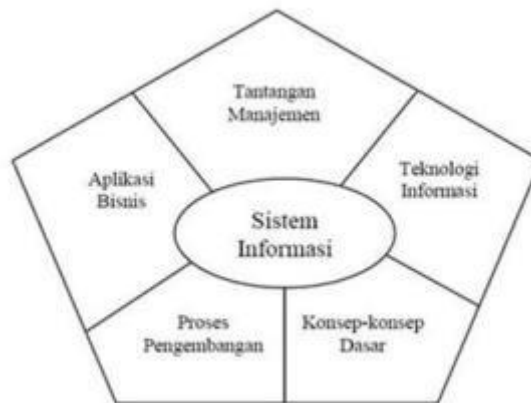 Tantangan
Manajemen
Aplikasi
Bisnis
Teknologi
Informasi
Sistem
Informasi
Proses
Pengembangan
Konsep-konsep
Dasar